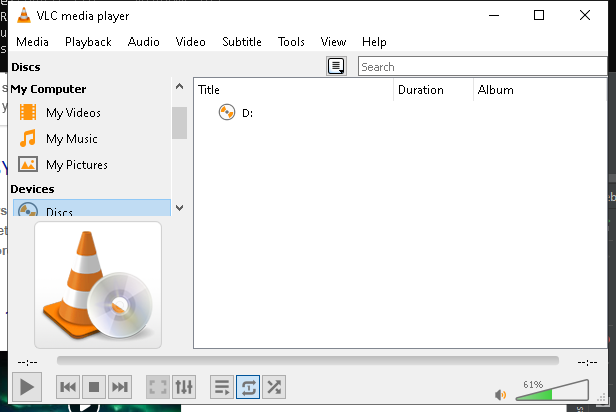 VLC media player
Media Playback Audio Video Subtitle Tools View Help
Discs
Search
My Computer
Title Duration Album
My Videos
D:
My Music
My Pictures
Devices
Discs
--:-- --:--
61%